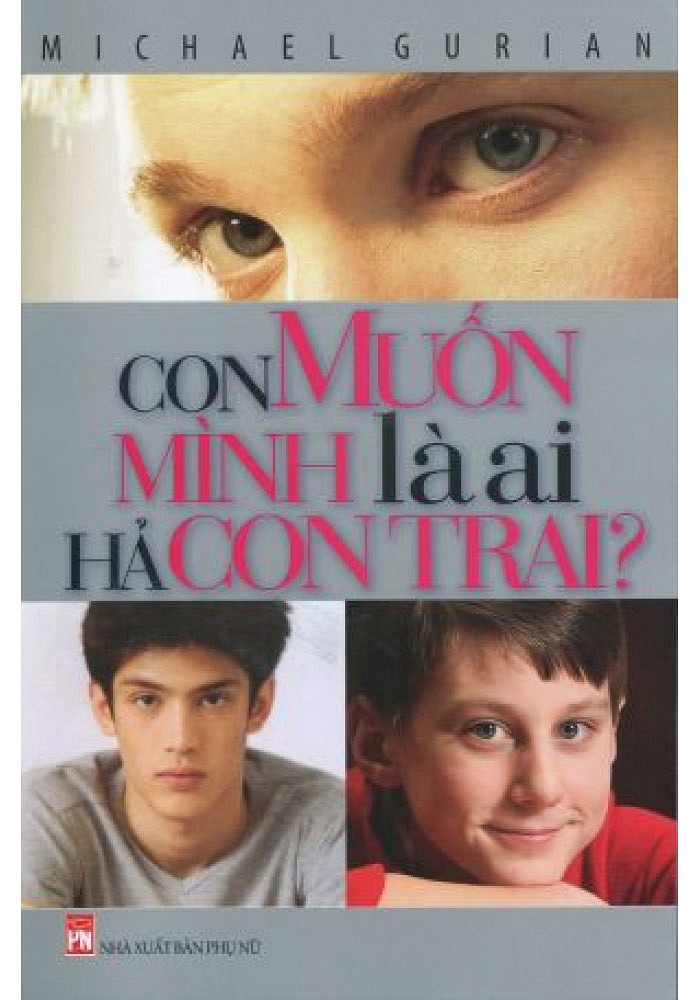 MICHAEL GURIAN
CON MUỐN
MÌNH là ai
HẢ CON TRAI?
PN
NHÀ XUẤT BẢN PHỤ NỮ